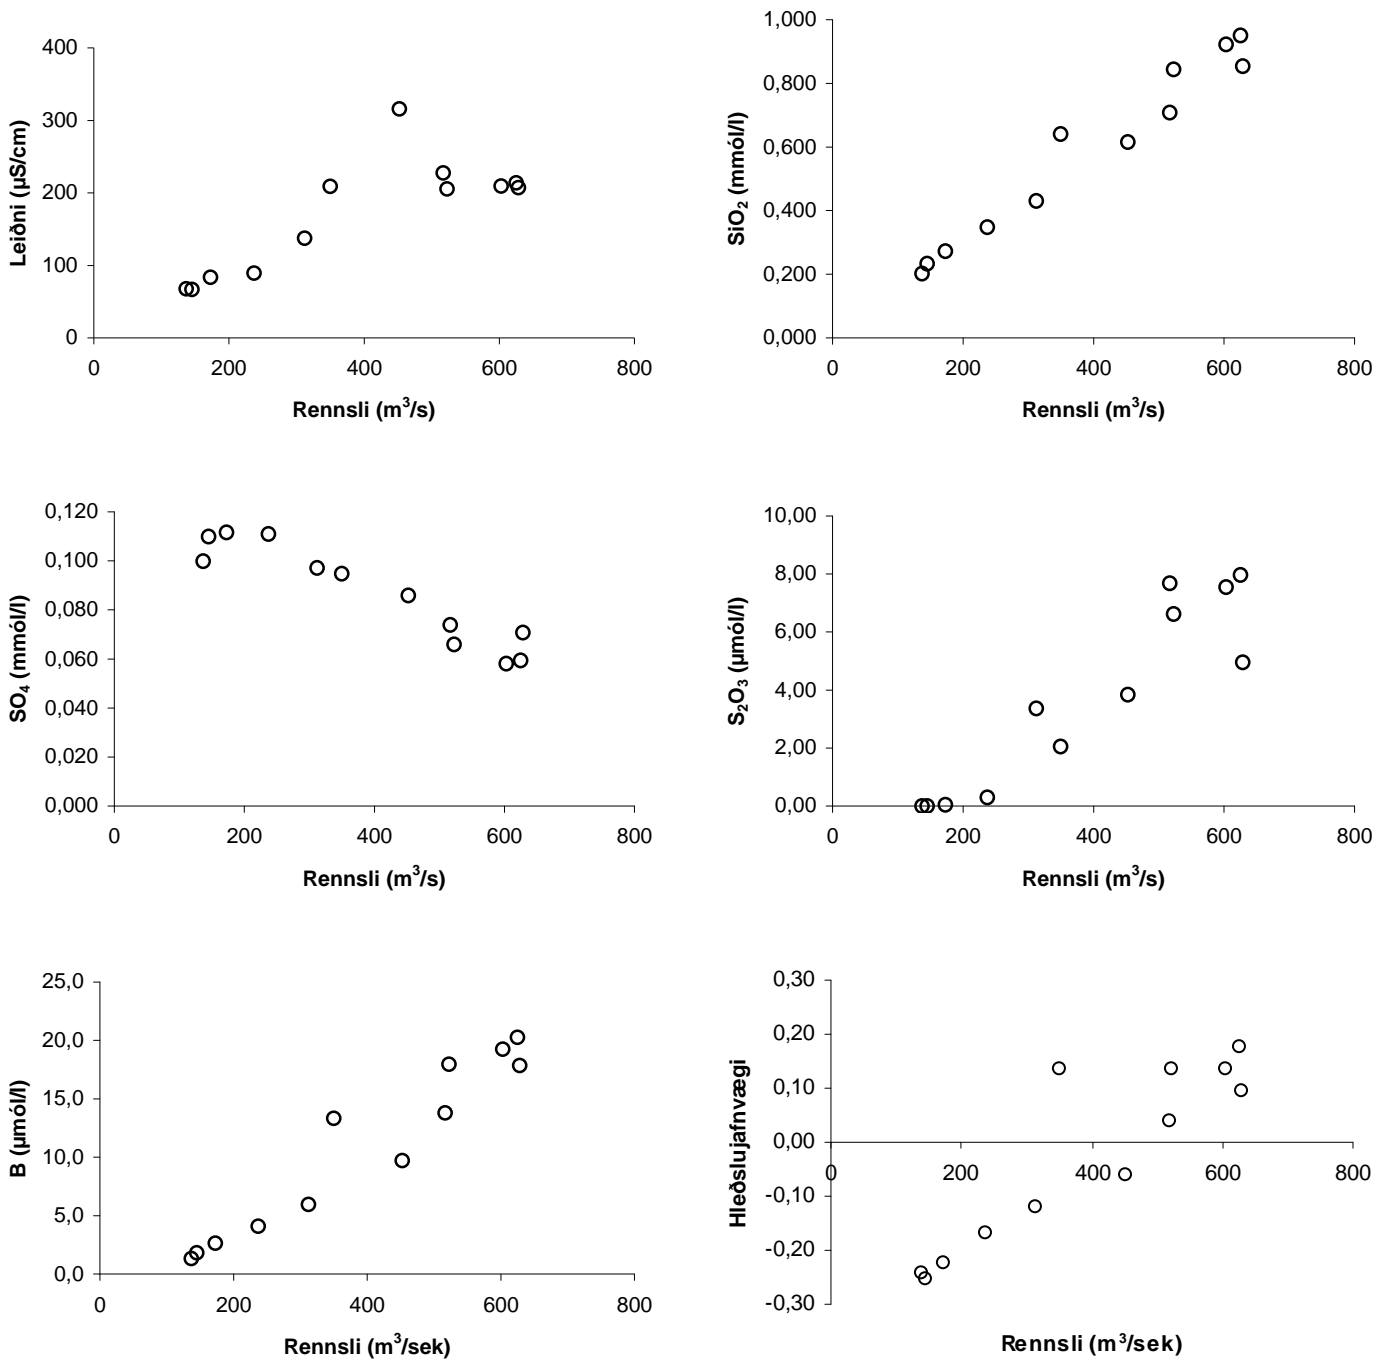 400
300
200
100
0
0 200 400 600 800
Leiðni (µS/cm)
Rennsli (m³/s)
1,000
0,800
0,600
0,400
0,200
0,000
0 200 400 600 800
SiO₂ (mmól/l)
Rennsli (m³/s)
0,120
0,100
0,080
0,060
0,040
0,020
0,000
0 200 400 600 800
SO₄ (mmól/l)
Rennsli (m³/s)
10,00
8,00
6,00
4,00
2,00
0,00
0 200 400 600 800
S₂O₃ (µmól/l)
Rennsli (m³/s)
25,0
20,0
15,0
10,0
5,0
0,0
0 200 400 600 800
B (µmól/l)
Rennsli (m³/sek)
0,30
0,20
0,10
0,00
-0,10
-0,20
-0,30
0 200 400 600 800
Hleðslujafnvægi
Rennsli (m³/sek)